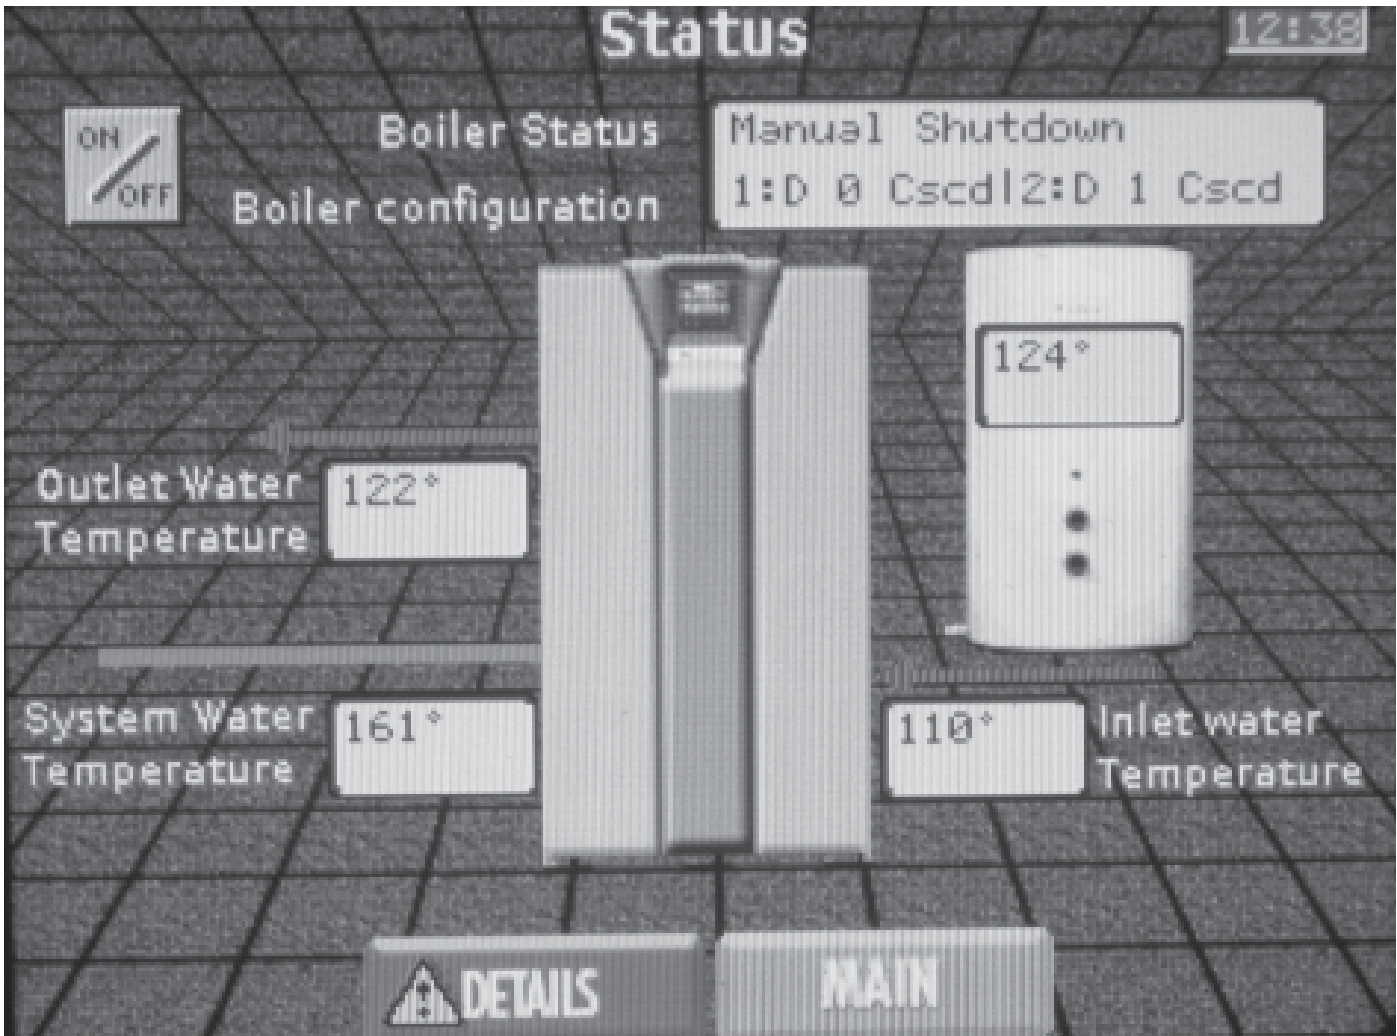 Status
12:38
ON
OFF
Boiler Status
Manual Shutdown
Boiler configuration
1:D 0 Cscd|2:D 1 Cscd
124°
Outlet Water
Temperature
122°
System Water
Temperature
161°
110°
Inlet water
Temperature
DETAILS
MAIN